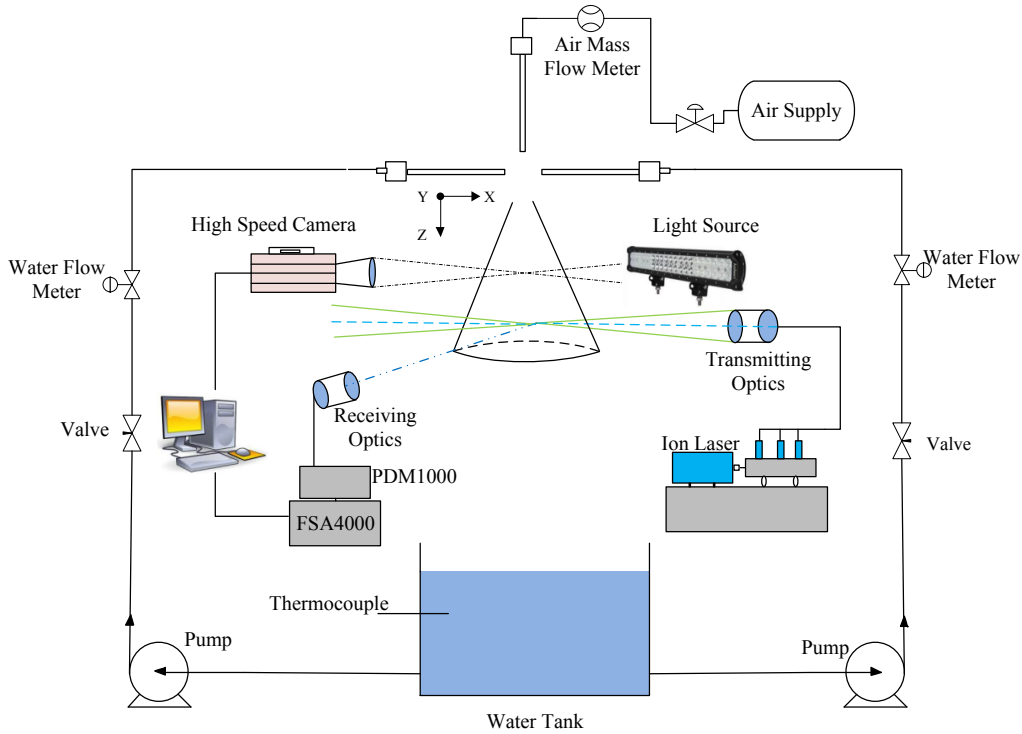 Air Mass
Flow Meter
Air Supply
Y
X
Z
High Speed Camera
Light Source
Water Flow
Meter
Water Flow
Meter
Transmitting
Optics
Receiving
Optics
Valve
Valve
Ion Laser
PDM1000
FSA4000
Thermocouple
Pump
Pump
Water Tank